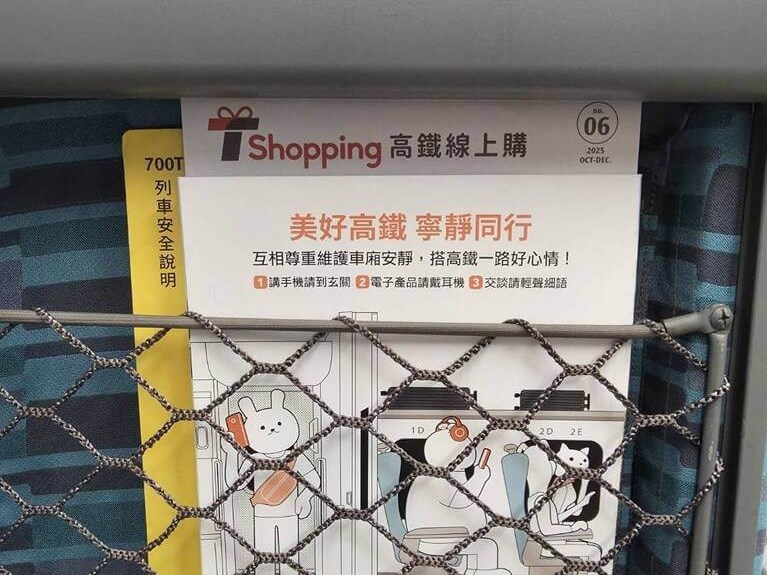 700T
列車安全說明
T Shopping 高鐵線上購
no.
06
2025
OCT-DEC.
美好高鐵 寧靜同行
互相尊重維護車廂安靜，搭高鐵一路好心情！
1 講手機請到玄關 2 電子產品請戴耳機 3 交談請輕聲細語
1D
2D 2E